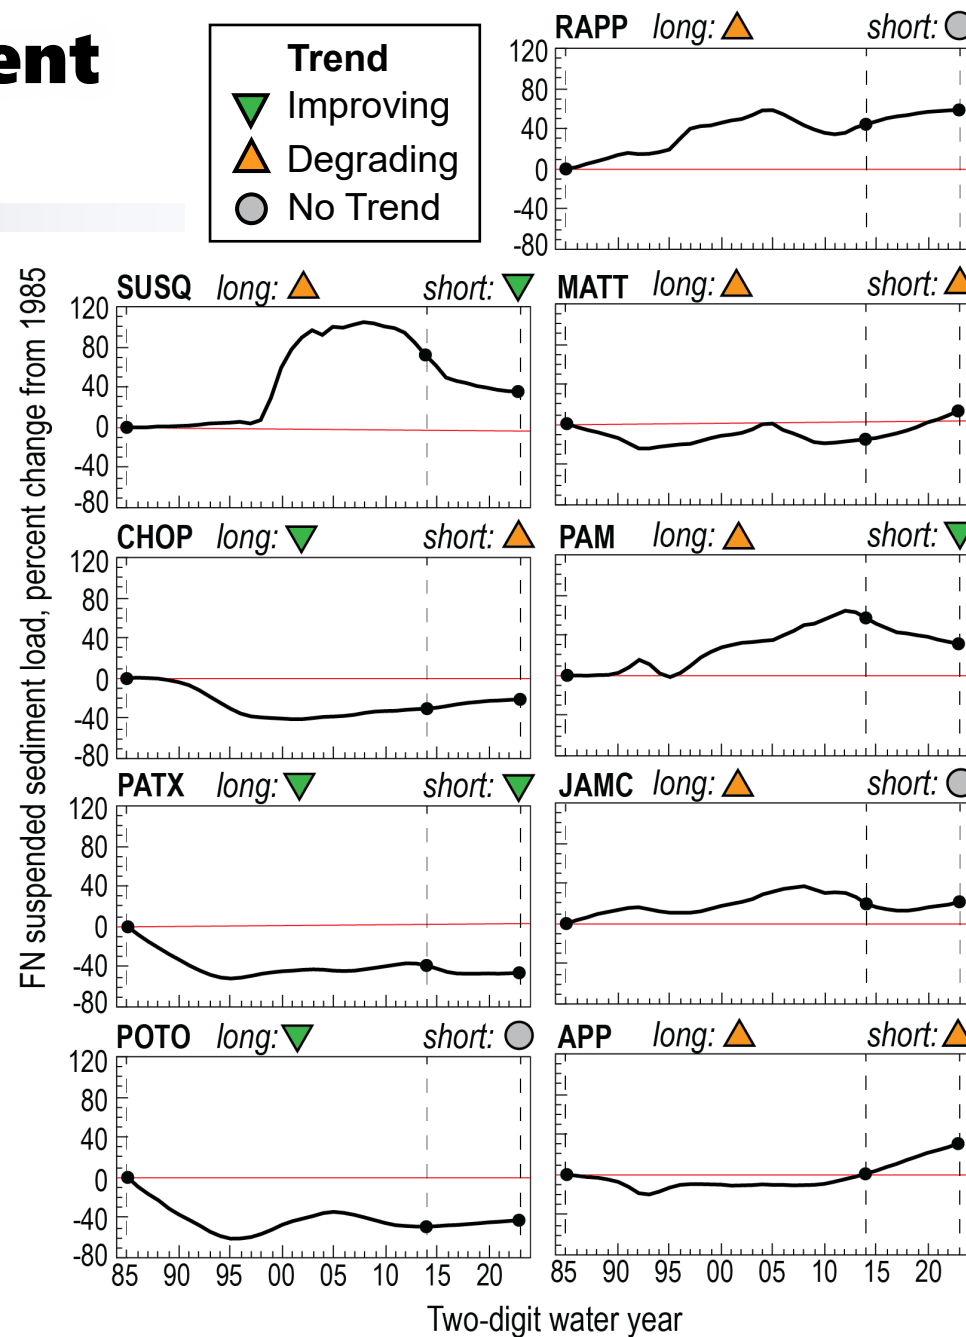 ent
Trend
Improving
Degrading
No Trend
RAPP long: short:
120
80
40
0
-40
-80
FN suspended sediment load, percent change from 1985
SUSQ long: short:
120
80
40
0
-40
-80
MATT long: short:
CHOP long: short:
120
80
40
0
-40
-80
PAM long: short:
PATX long: short:
120
80
40
0
-40
-80
JAMC long: short:
POTO long: short:
120
80
40
0
-40
-80
APP long: short:
85 90 95 00 05 10 15 20
85 90 95 00 05 10 15 20
Two-digit water year